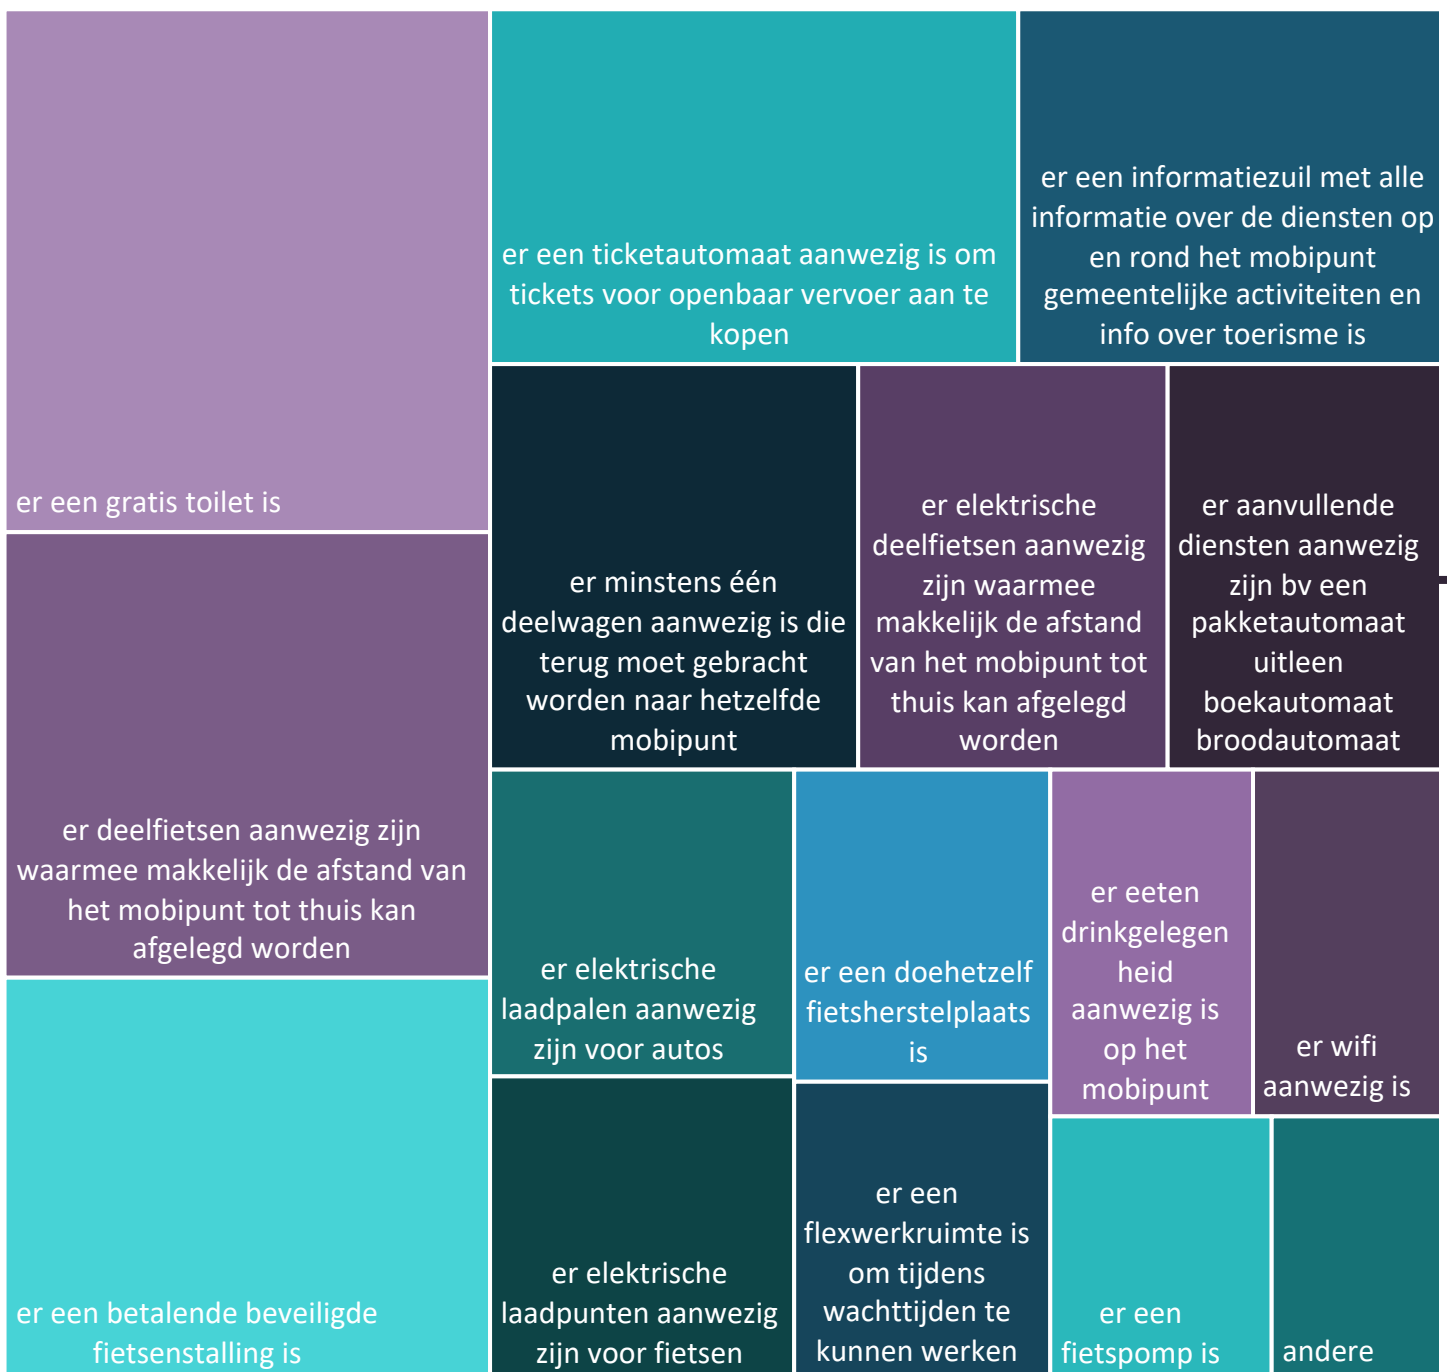 er een gratis toilet is
er deelfietsen aanwezig zijn
waarmee makkelijk de afstand van
het mobipunt tot thuis kan
afgelegd worden
er een betalende beveiligde
fietsenstalling is
er een ticketautomaat aanwezig is om
tickets voor openbaar vervoer aan te
kopen
er een informatiezuil met alle
informatie over de diensten op
en rond het mobipunt
gemeentelijke activiteiten en
info over toerisme is
er minstens één
deelwagen aanwezig is die
terug moet gebracht
worden naar hetzelfde
mobipunt
er elektrische
deelfietsen aanwezig
zijn waarmee
makkelijk de afstand
van het mobipunt tot
thuis kan afgelegd
worden
er aanvullende
diensten aanwezig
zijn bv een
pakketautomaat
uitleen
boekautomaat
broodautomaat
er elektrische
laadpalen aanwezig
zijn voor autos
er elektrische
laadpunten aanwezig
zijn voor fietsen
er een doehetzelf
fietsherstelplaats
is
er een
flexwerkruimte is
om tijdens
wachttijden te
kunnen werken
er eeten
drinkgelegen
heid
aanwezig is
op het
mobipunt
er wifi
aanwezig is
er een
fietspomp is
andere